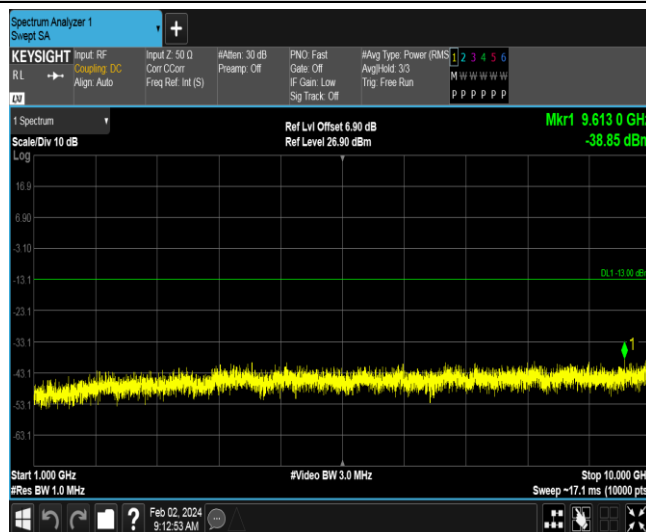 Spectrum Analyzer 1
Swept SA
+
KEYSIGHT Input: RF Input Z: 50 Ω #Atten: 30 dB PNO: Fast #Avg Type: Power (RMS 1 2 3 4 5 6
RL Coupling: DC Corr CCorr Preamp: Off Gate: Off Avg|Hold: 3/3 M W W W W W
Align: Auto Freq Ref: Int (S) IF Gain: Low Trig: Free Run
Sig Track: Off P P P P P P
LXI
1 Spectrum Ref Lvl Offset 6.90 dB Mkr1 9.613 0 GHz
Scale/Div 10 dB Ref Level 26.90 dBm -38.85 dBm
Log
16.9
6.90
-3.10
-13.1 DL1 -13.00 dBm
-23.1
-33.1
1
-43.1
-53.1
-63.1
Start 1.000 GHz #Video BW 3.0 MHz Stop 10.000 GHz
#Res BW 1.0 MHz Sweep ~17.1 ms (10000 pts
? Feb 02, 2024
9:12:53 AM